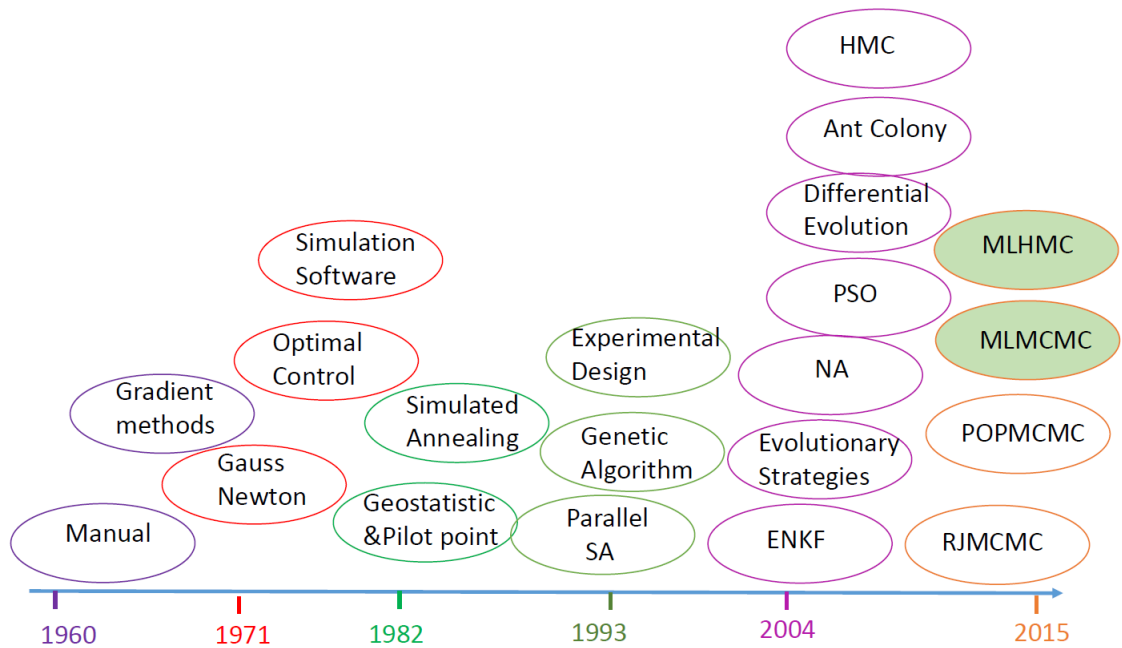 HMC
Ant Colony
Differential
Evolution
Simulation
Software
MLHMC
PSO
Optimal
Control
Experimental
Design
MLMCMC
NA
Gradient
methods
Simulated
Annealing
Genetic
Algorithm
Evolutionary
Strategies
POPMCMC
Gauss
Newton
Manual
Geostatistic
&Pilot point
Parallel
SA
ENKF
RJMCMC
1960
1971
1982
1993
2004
2015